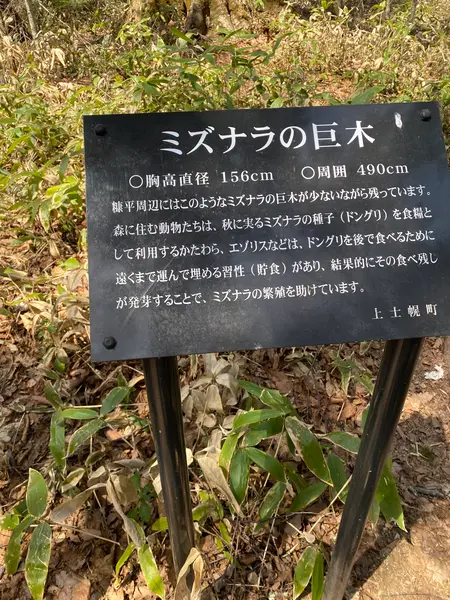 ミズナラの巨木
○胸高直径 156cm ○周囲 490cm
糠平周辺にはこのようなミズナラの巨木が少ないながら残っています。
森に住む動物たちは、秋に実るミズナラの種子（ドングリ）を食糧と
して利用するかたわら、エゾリスなどは、ドングリを後で食べるために
遠くまで運んで埋める習性（貯食）があり、結果的にその食べ残し
が発芽することで、ミズナラの繁殖を助けています。
上士幌町